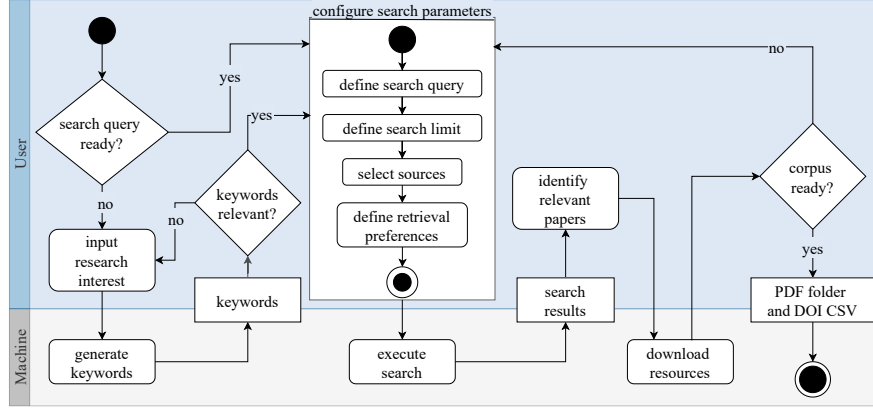 configure search parameters
User
search query
ready?
yes
no
input
research
interest
keywords
relevant?
yes
no
keywords
define search query
define search limit
select sources
define retrieval
preferences
identify
relevant
papers
search
results
no
corpus
ready?
yes
PDF folder
and DOI CSV
Machine
generate
keywords
execute
search
download
resources